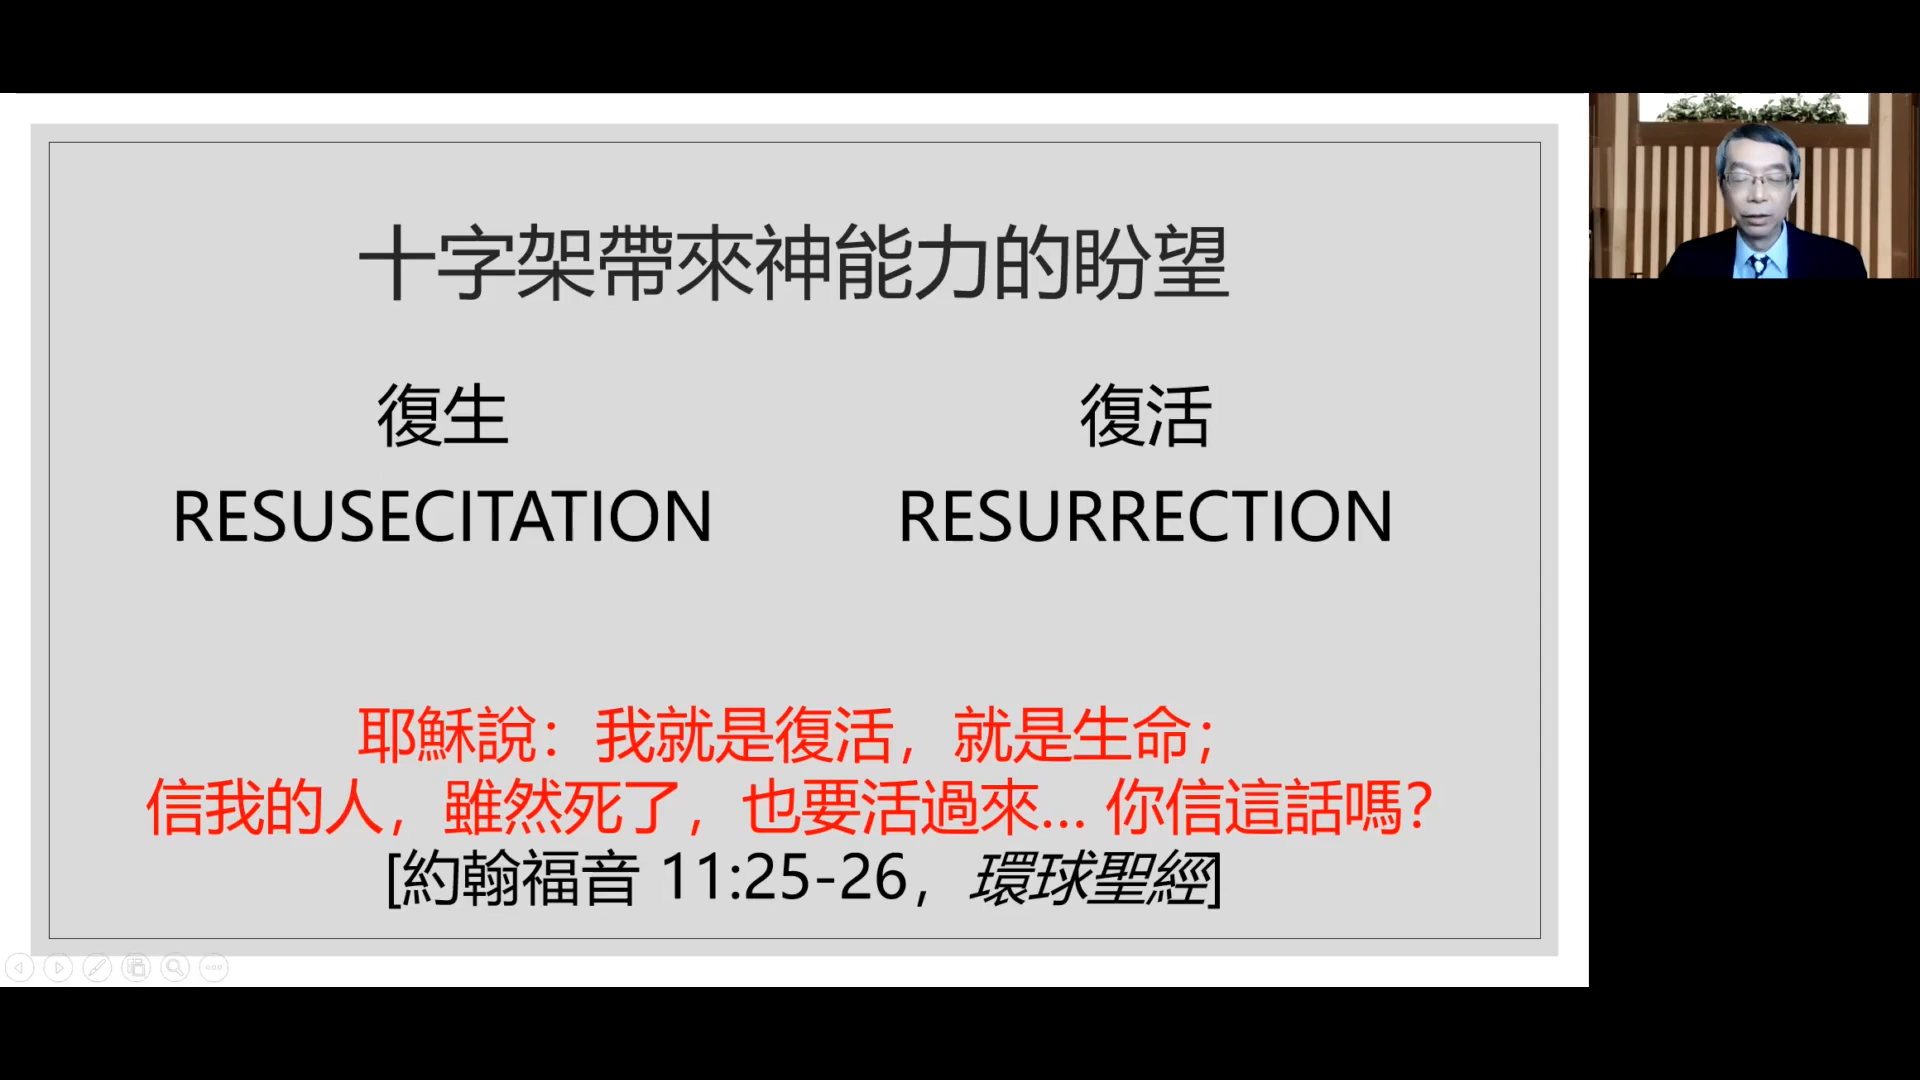 十字架帶來神能力的盼望
復生
復活
RESUSECITATION
RESURRECTION
耶穌說：我就是復活，就是生命；
信我的人，雖然死了，也要活過來... 你信這話嗎？
[約翰福音 11:25-26，環球聖經]